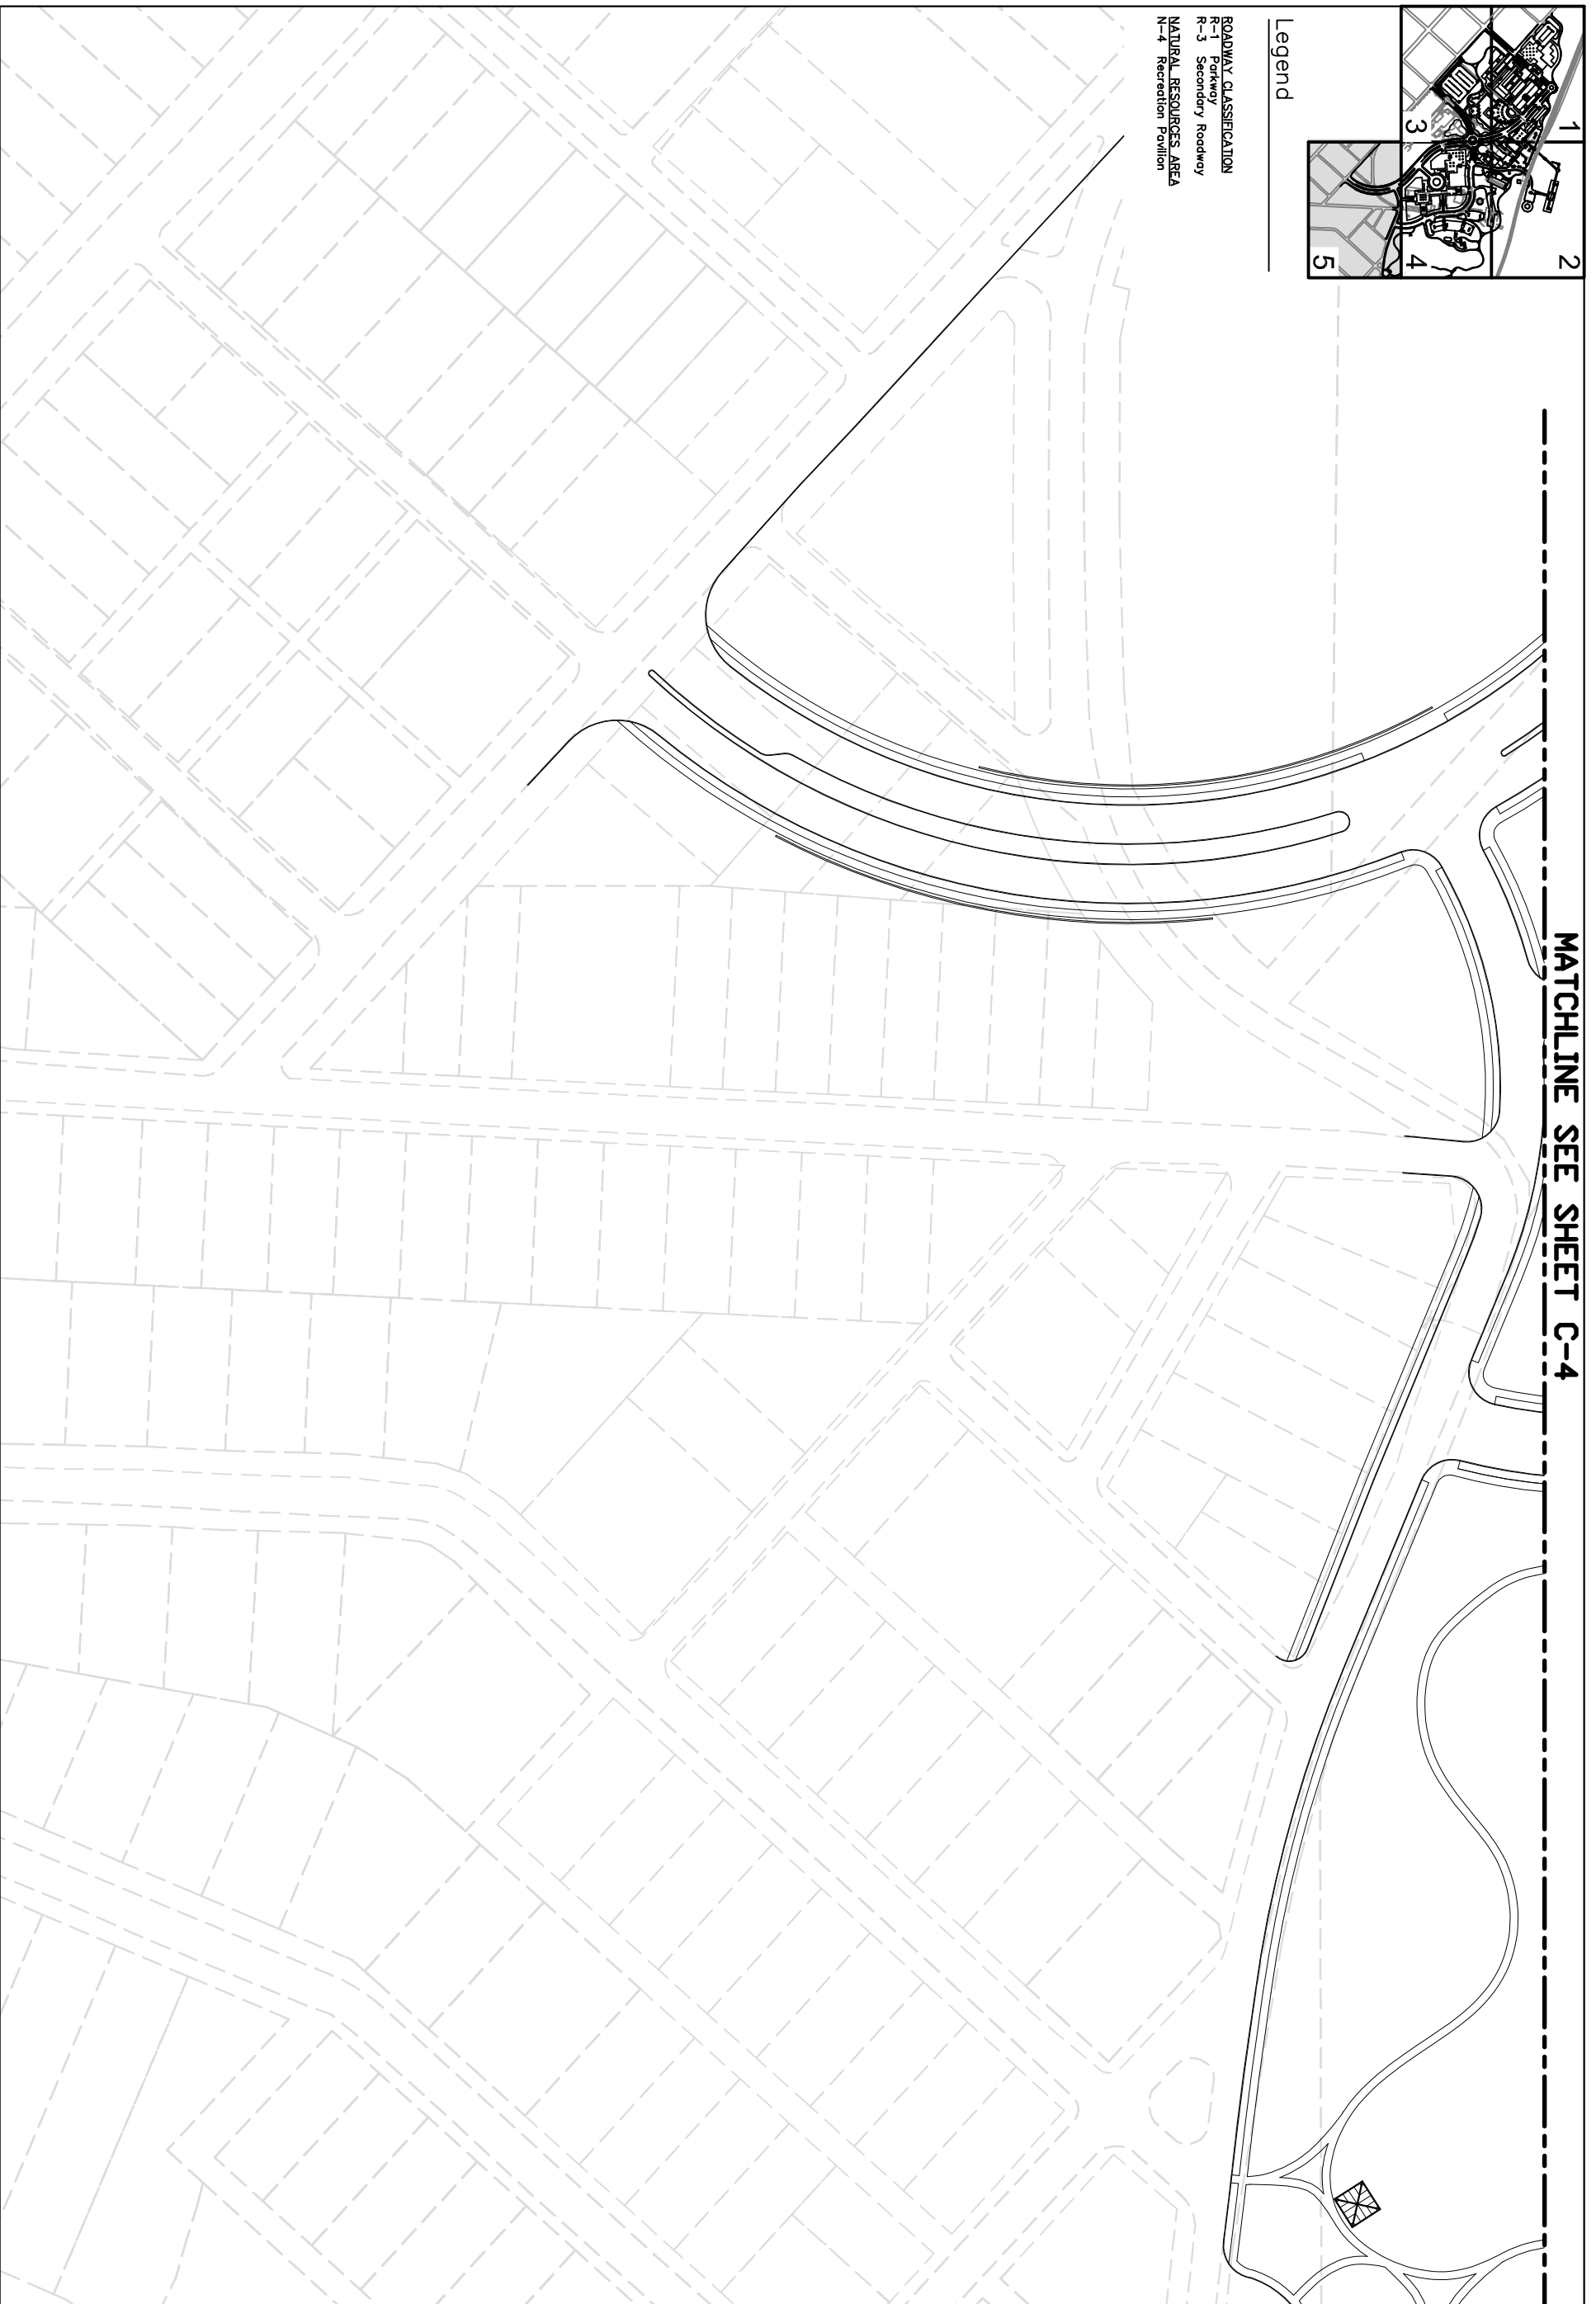 1
2
3
4
5
Legend
ROADWAY CLASSIFICATION
R-1 Parkway
R-3 Secondary Roadway
NATURAL RESOURCES AREA
N-4 Recreation Pavilion
MATCHLINE SEE SHEET C-4